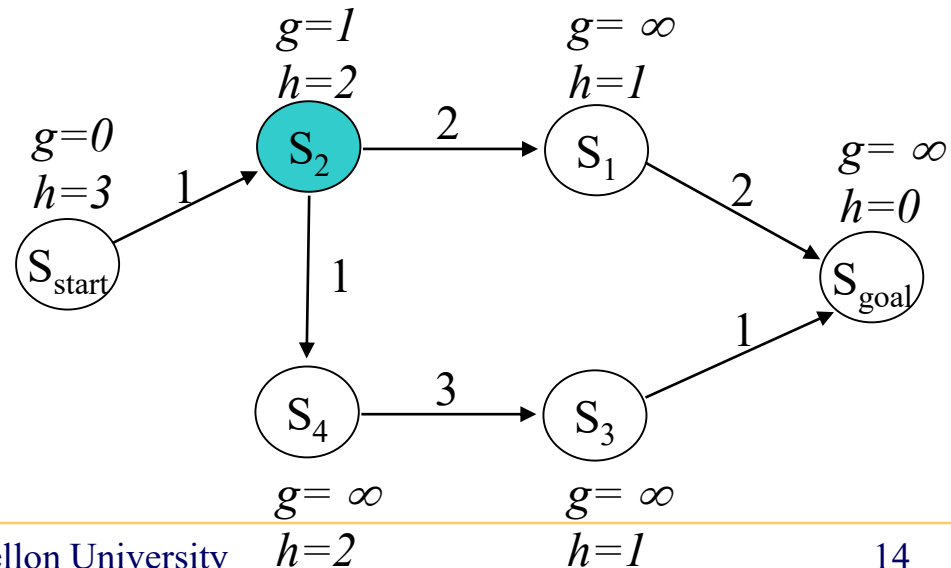 g=1
h=2
g= ∞
h=1
g=0
h=3
g= ∞
h=0
S2
2
S1
1
2
Sstart
1
Sgoal
1
S4
3
S3
g= ∞
h=2
g= ∞
h=1
ellon University
14